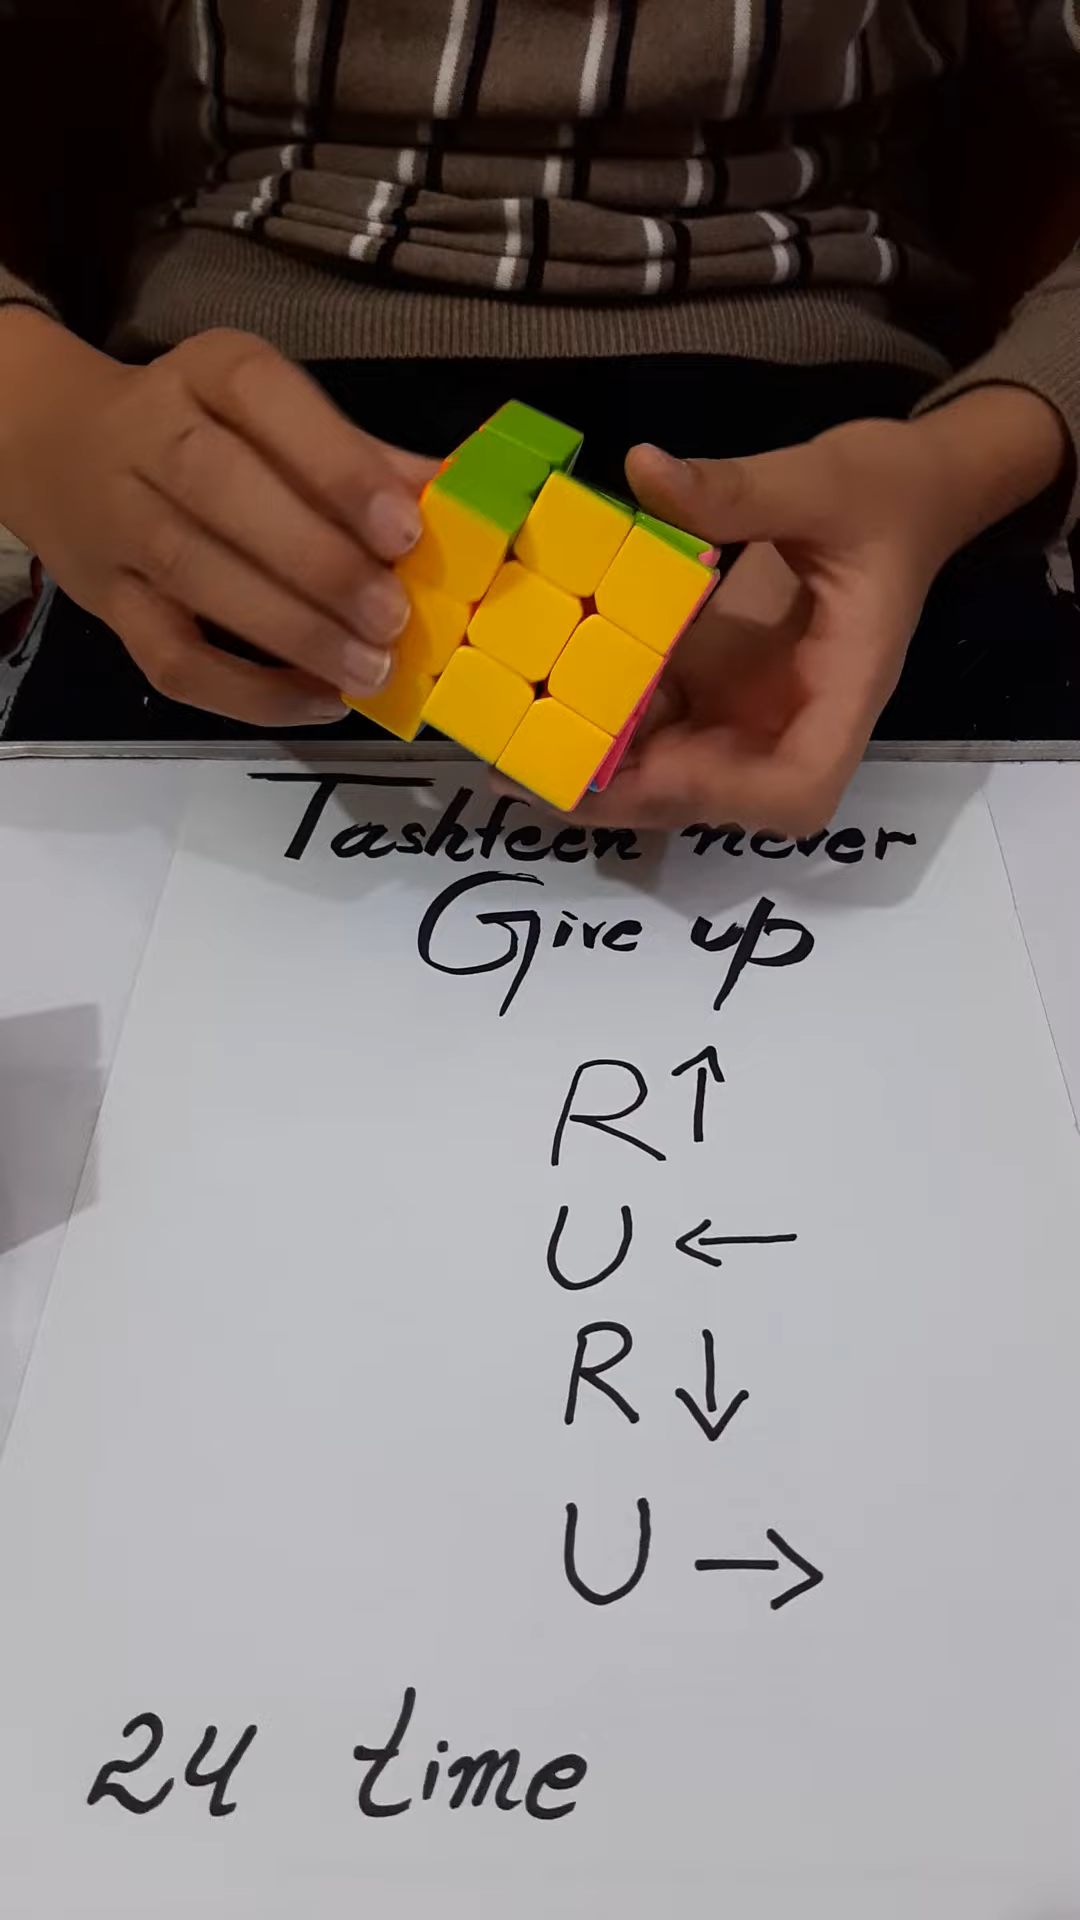 Tashfeen never
Give up
R ↑
U ←
R ↓
U →
24 time